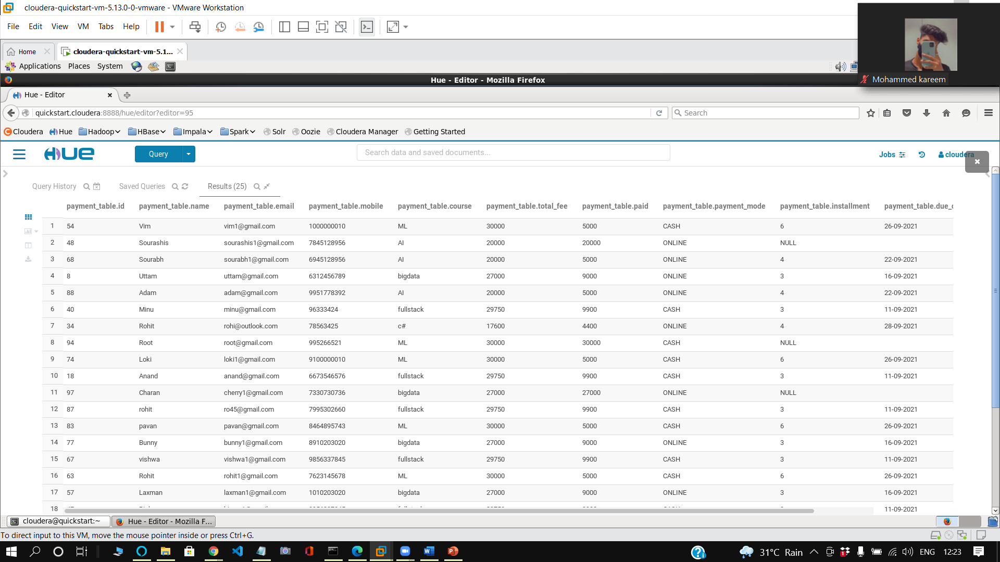 cloudera-quickstart-vm-5.13.0-0-vmware - VMware Workstation
File Edit View VM Tabs Help
Home cloudera-quickstart-vm-5.1...
Applications Places System
Hue - Editor - Mozilla Firefox
Mohammed kareem
Hue - Editor
quickstart.cloudera:8888/hue/editor?editor=95 Search
Cloudera Hue Hadoop HBase Impala Spark Solr Oozie Cloudera Manager Getting Started
HUE Query Search data and saved documents... Jobs cloudera
Query History Saved Queries Results (25)
payment_table.id payment_table.name payment_table.email payment_table.mobile payment_table.course payment_table.total_fee payment_table.paid payment_table.payment_mode payment_table.installment payment_table.due_
1 54 Vim vim1@gmail.com 1000000010 ML 30000 5000 CASH 6 26-09-2021
2 48 Sourashis sourashis1@gmail.com 7845128956 AI 20000 20000 ONLINE NULL
3 68 Sourabh sourabh1@gmail.com 6945128956 AI 20000 5000 ONLINE 4 22-09-2021
4 8 Uttam uttam@gmail.com 6312456789 bigdata 27000 9000 ONLINE 3 16-09-2021
5 88 Adam adam@gmail.com 9951778392 AI 20000 5000 ONLINE 4 22-09-2021
6 40 Minu minu@gmail.com 96333424 fullstack 29750 9900 CASH 3 11-09-2021
7 34 Rohit rohi@outlook.com 78563425 c# 17600 4400 ONLINE 4 28-09-2021
8 94 Root root@gmail.com 995266521 ML 30000 30000 CASH NULL
9 74 Loki loki1@gmail.com 9100000010 ML 30000 5000 CASH 6 26-09-2021
10 18 Anand anand@gmail.com 6673546576 fullstack 29750 9900 CASH 3 11-09-2021
11 97 Charan cherry1@gmail.com 7330730736 bigdata 27000 27000 ONLINE NULL
12 87 rohit ro45@gmail.com 7995302660 fullstack 29750 9900 CASH 3 11-09-2021
13 83 pavan pavan@gmail.com 8464895743 ML 30000 5000 CASH 6 26-09-2021
14 77 Bunny bunny1@gmail.com 8910203020 bigdata 27000 9000 ONLINE 3 16-09-2021
15 67 vishwa vishwa1@gmail.com 9856337845 fullstack 29750 9900 CASH 3 11-09-2021
16 63 Rohit rohit1@gmail.com 7623145678 ML 30000 5000 CASH 6 26-09-2021
17 57 Laxman laxman1@gmail.com 1010203020 bigdata 27000 9000 ONLINE 3 16-09-2021
18 11-09-2021
cloudera@quickstart:~ Hue - Editor - Mozilla F...
To direct input to this VM, move the mouse pointer inside or press Ctrl+G.
31°C Rain ENG 12:23